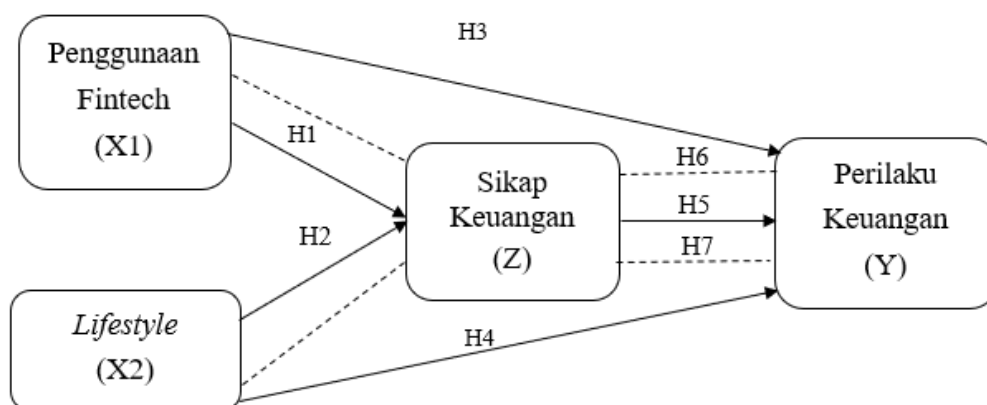 Penggunaan
Fintech
(X1)
H3
H1
H2
Sikap
Keuangan
(Z)
H6
H5
H7
Perilaku
Keuangan
(Y)
Lifestyle
(X2)
H4